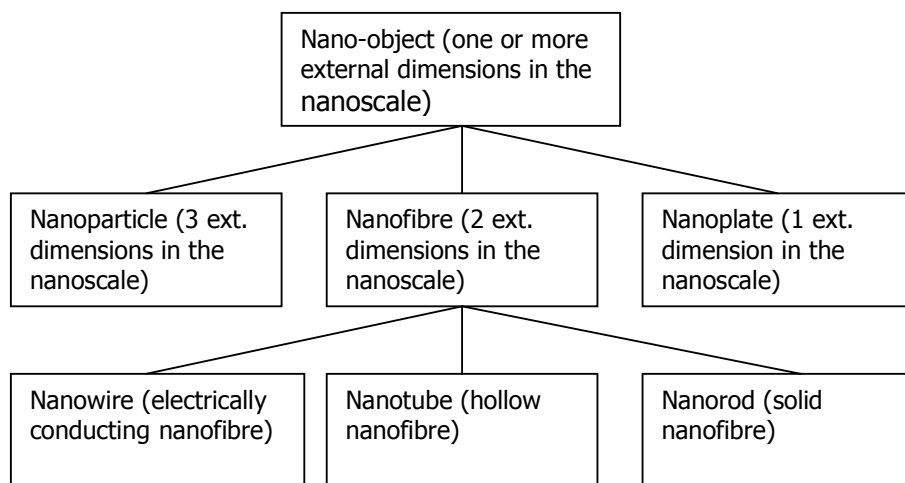 Nano-object (one or more
external dimensions in the
nanoscale)
Nanoparticle (3 ext.
dimensions in the
nanoscale)
Nanofibre (2 ext.
dimensions in the
nanoscale)
Nanoplate (1 ext.
dimension in the
nanoscale)
Nanowire (electrically
conducting nanofibre)
Nanotube (hollow
nanofibre)
Nanorod (solid
nanofibre)